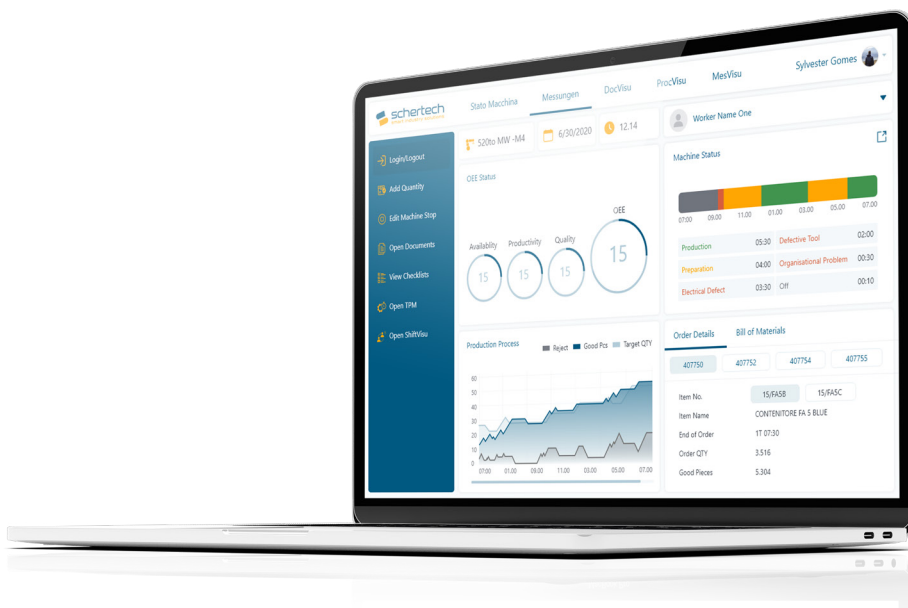 schertech
Stato Macchina
Messungen
DocVisu
ProcVisu
MesVisu
Sylvester Gomes
Login/Logout
Add Quantity
Edit Machine Stop
Open Documents
View Checklists
Open TPM
Open ShiftVisu
520to MW -M4
6/30/2020
12.14
Worker Name One
OEE Status
Availablity
Productivity
Quality
OEE
15
15
15
15
Machine Status
07:00 09.00 11.00 01.00 03.00 05.00 07.00
Production 05:30 Defective Tool 02:00
Preparation 04:00 Organisational Problem 00:30
Electrical Defect 03:30 Off 00:10
Production Process
Reject Good Pcs Target QTY
60
50
40
30
20
10
0
07:00 01.00 09.00 11.00 03.00 05.00 07.00
Order Details Bill of Materials
407750 407752 407754 407755
Item No. 15/FA5B 15/FA5C
Item Name CONTENITORE FA 5 BLUE
End of Order 1T 07:30
Order QTY 3.516
Good Pieces 5.304